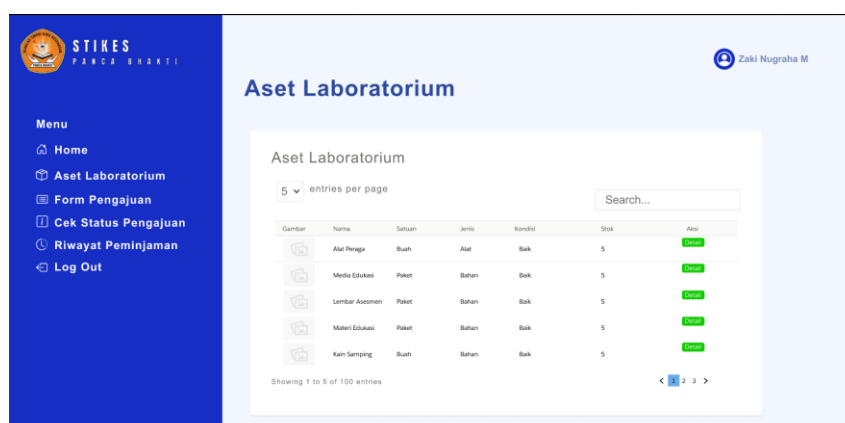 STIKES
PANCA BHAKTI
Zaki Nugraha M
Aset Laboratorium
Menu
Home
Aset Laboratorium
Form Pengajuan
Cek Status Pengajuan
Riwayat Peminjaman
Log Out
Aset Laboratorium
5 entries per page
Search...
Gambar Nama Satuan Jenis Kondisi Stok Aksi
Alat Peraga Buah Alat Baik 5 Detail
Media Edukasi Paket Bahan Baik 5 Detail
Lembar Asesmen Paket Bahan Baik 5 Detail
Materi Edukasi Paket Bahan Baik 5 Detail
Kain Samping Buah Bahan Baik 5 Detail
Showing 1 to 5 of 100 entries
1 2 3